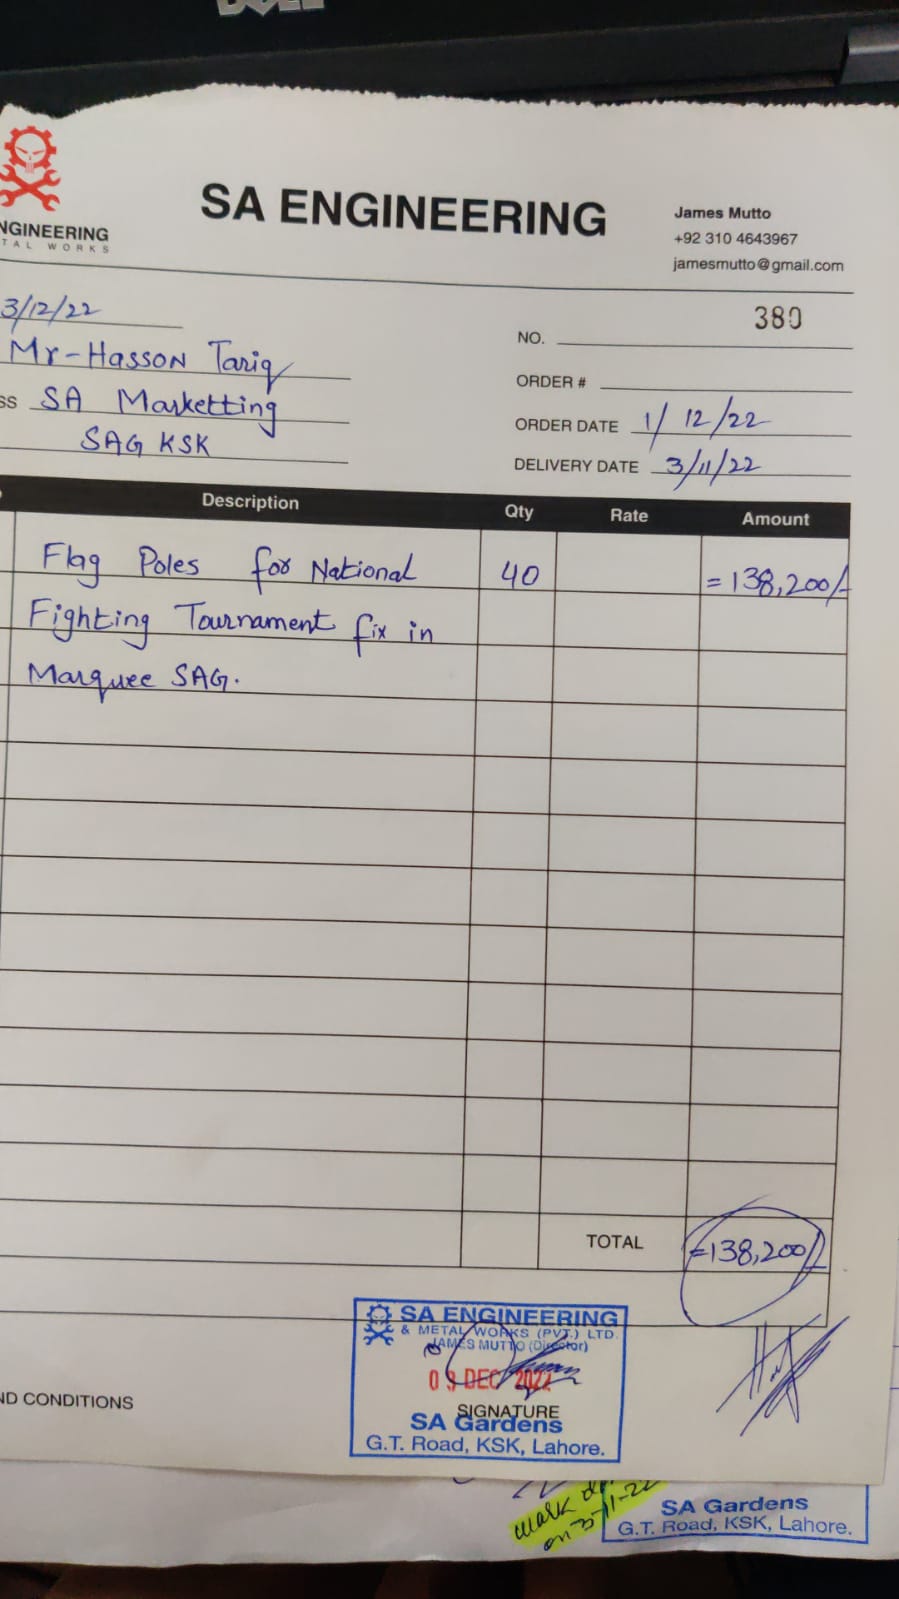 DELL
NGINEERING
TAL WORKS
SA ENGINEERING
James Mutto
+92 310 4643967
jamesmutto@gmail.com
3/12/22
NO. 380
Mr-Hasson Tariq
ORDER #
ss SA Marketting
ORDER DATE 1/12/22
SAG KSK
DELIVERY DATE 3/11/22
Description Qty Rate Amount
Flag Poles for National 40 =138,200/-
Fighting Tournament fix in
Marquee SAG.
TOTAL =138,200/-
SA ENGINEERING
& METAL WORKS (PVT.) LTD.
JAMES MUTTO (Director)
DEC 2022
SIGNATURE
ND CONDITIONS
SA Gardens
G.T. Road, KSK, Lahore.
mark
on 3-11-22
SA Gardens
G.T. Road, KSK, Lahore.